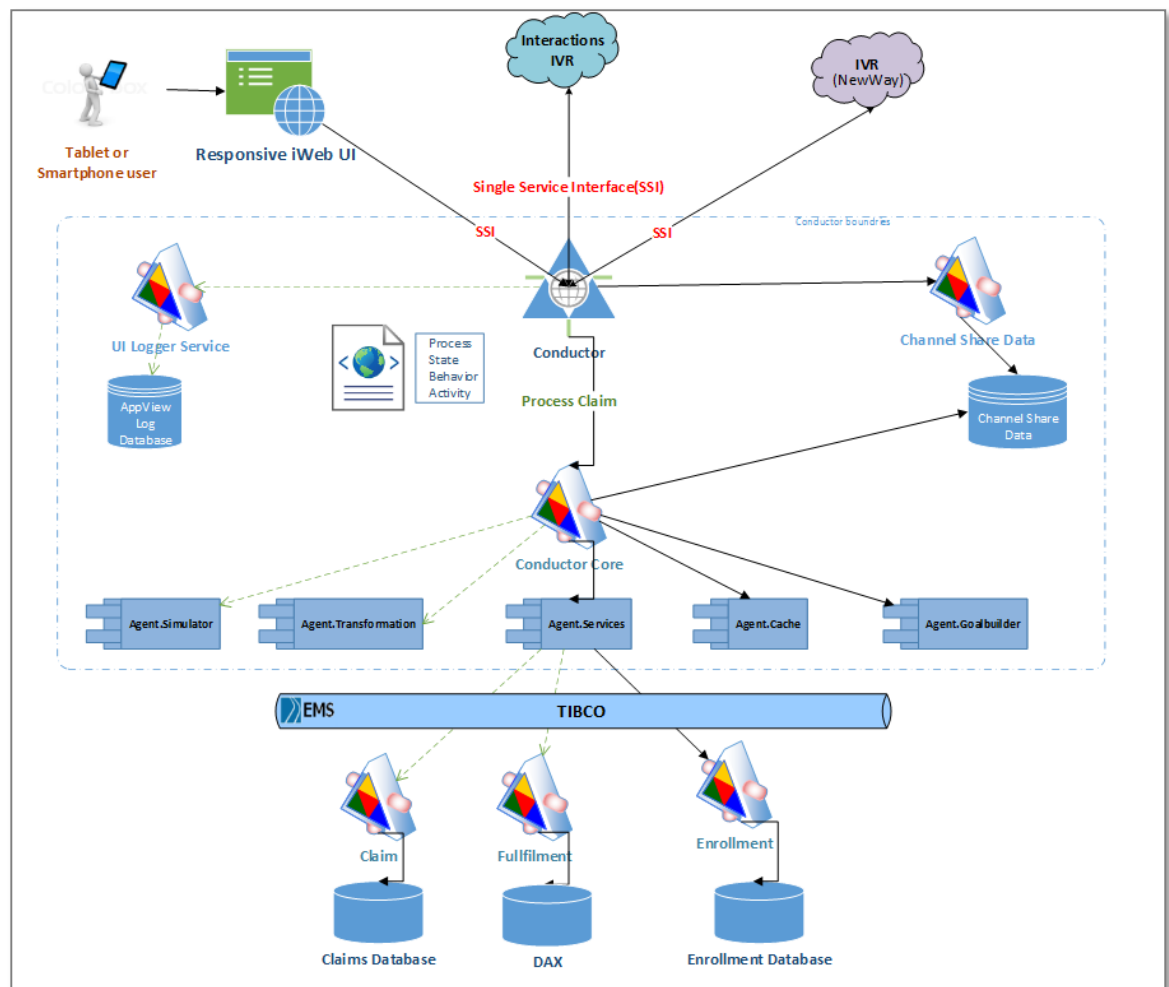 Interactions
IVR
IVR
(NewWay)
Tablet or
Smartphone user
Responsive iWeb UI
Single Service Interface(SSI)
SSI
SSI
Conductor boundries
UI Logger Service
Process
State
Behavior
Activity
Conductor
Channel Share Data
AppView
Log
Database
Process Claim
Channel Share
Data
Conductor Core
Agent.Simulator
Agent.Transformation
Agent.Services
Agent.Cache
Agent.Goalbuilder
EMS
TIBCO
Claim
Fullfilment
Enrollment
Claims Database
DAX
Enrollment Database